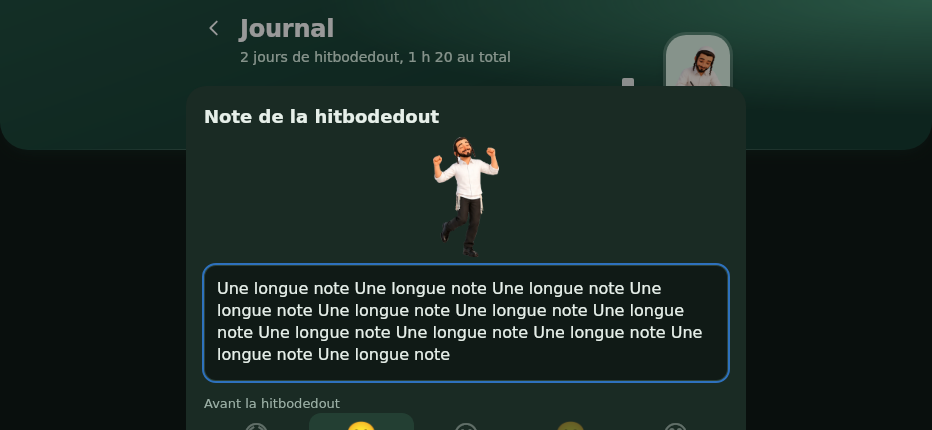 Journal
2 jours de hitbodedout, 1 h 20 au total
Note de la hitbodedout
Une longue note Une longue note Une longue note Une
longue note Une longue note Une longue note Une longue
note Une longue note Une longue note Une longue note Une
longue note Une longue note
Avant la hitbodedout